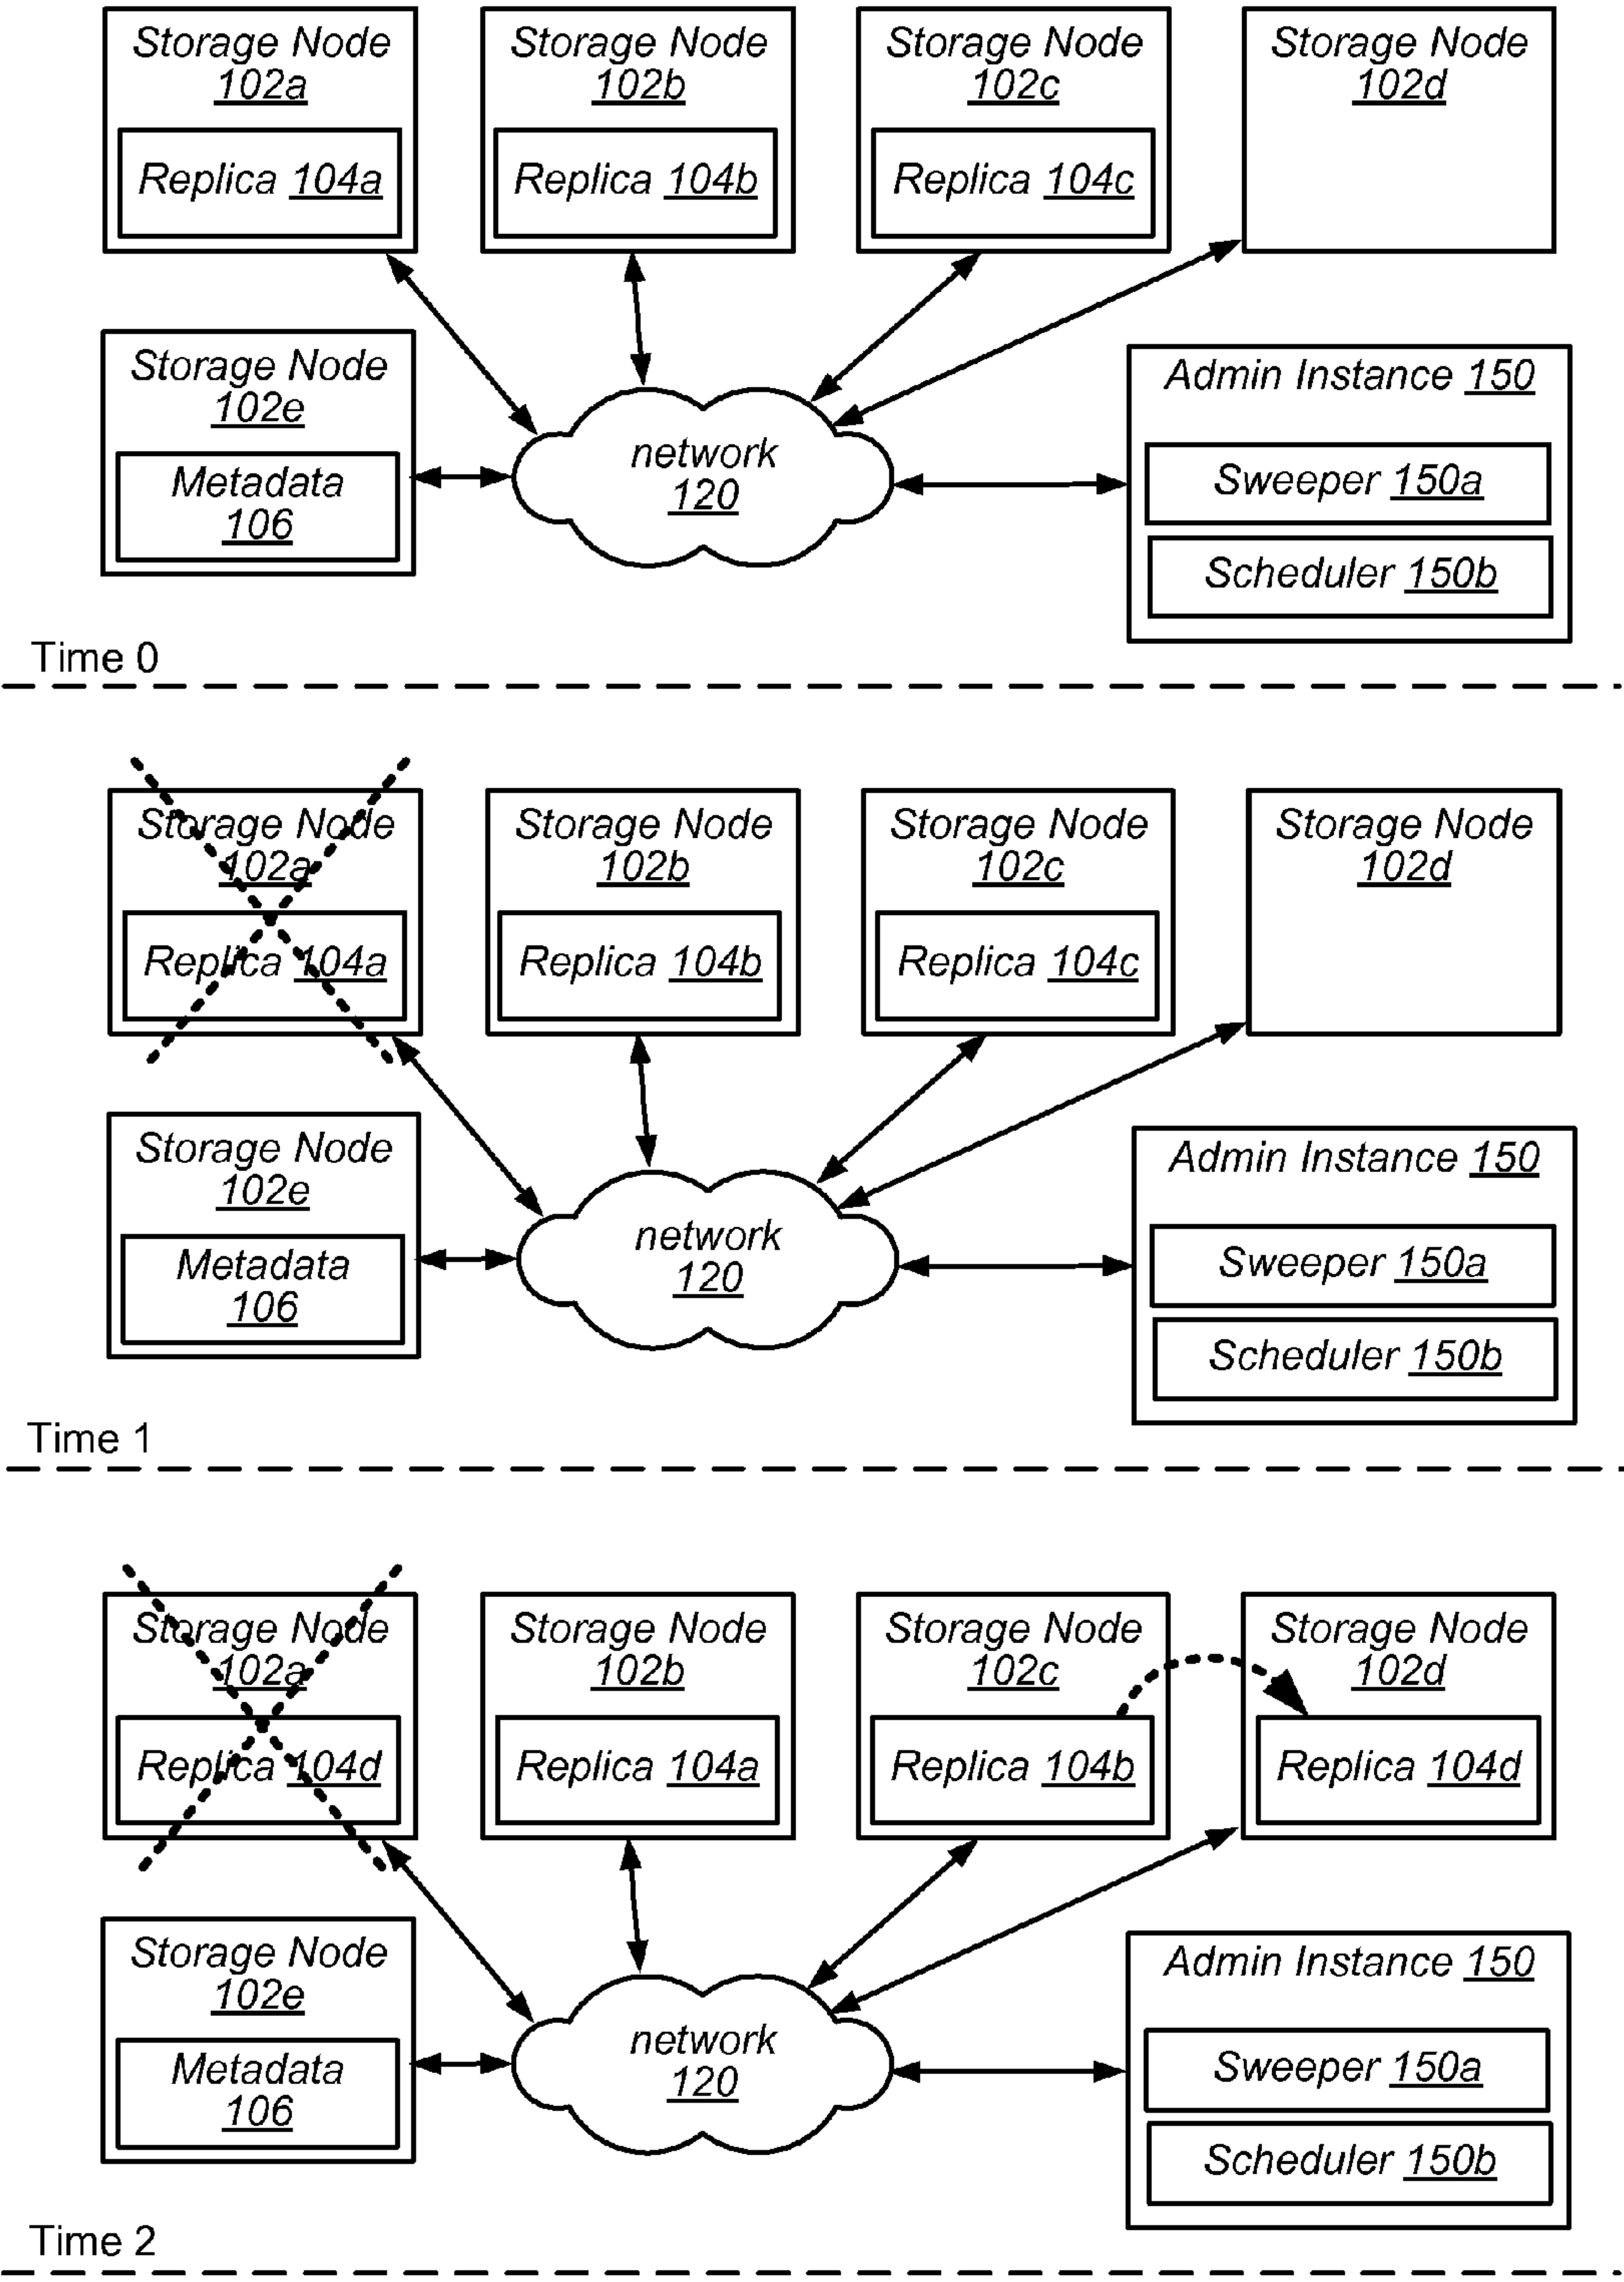 Storage Node
102a
Replica 104a
Storage Node
102b
Replica 104b
Storage Node
102c
Replica 104c
Storage Node
102d
Storage Node
102e
Metadata
106
network
120
Admin Instance 150
Sweeper 150a
Scheduler 150b
Time 0
Storage Node
102a
Replica 104a
Storage Node
102b
Replica 104b
Storage Node
102c
Replica 104c
Storage Node
102d
Storage Node
102e
Metadata
106
network
120
Admin Instance 150
Sweeper 150a
Scheduler 150b
Time 1
Storage Node
102a
Replica 104d
Storage Node
102b
Replica 104a
Storage Node
102c
Replica 104b
Storage Node
102d
Replica 104d
Storage Node
102e
Metadata
106
network
120
Admin Instance 150
Sweeper 150a
Scheduler 150b
Time 2